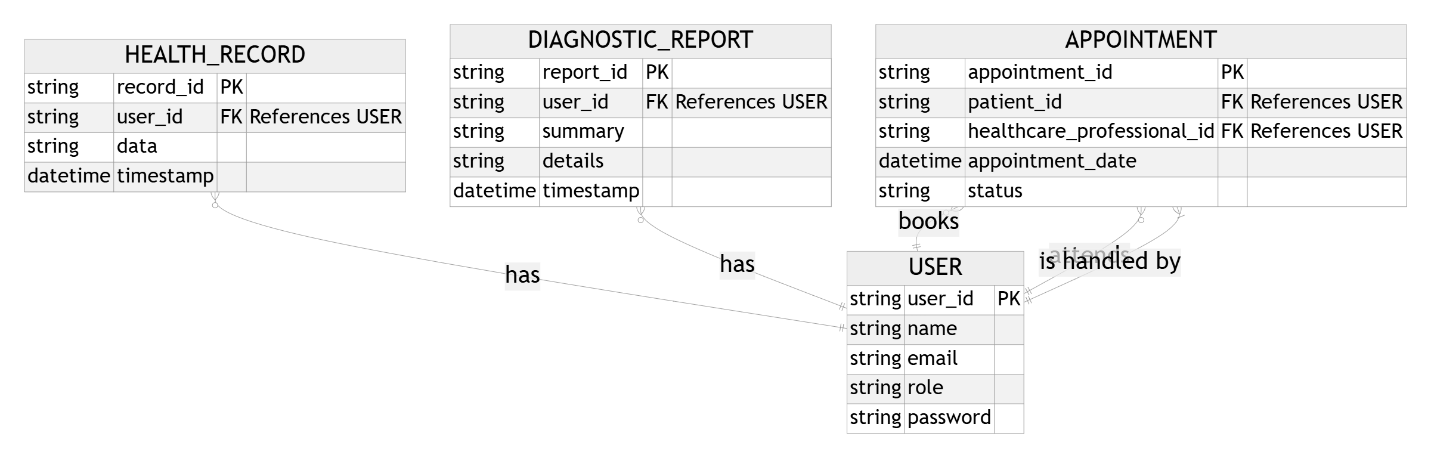 HEALTH_RECORD
string record_id PK
string user_id FK References USER
string data
datetime timestamp
DIAGNOSTIC_REPORT
string report_id PK
string user_id FK References USER
string summary
string details
datetime timestamp
APPOINTMENT
string appointment_id PK
string patient_id FK References USER
string healthcare_professional_id FK References USER
datetime appointment_date
string status
has
has
books
attends
is handled by
USER
string user_id PK
string name
string email
string role
string password